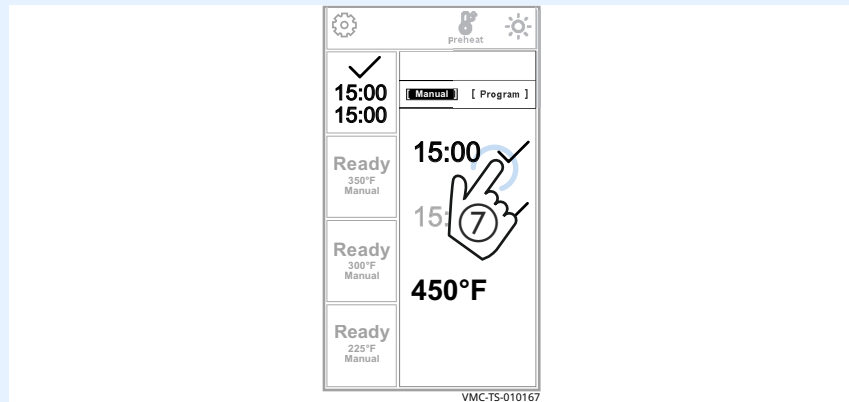 Preheat
15:00
15:00
[ Manual ] [ Program ]
Ready
350°F
Manual
15:00
15:
7
Ready
300°F
Manual
450°F
Ready
225°F
Manual
VMC-TS-010167